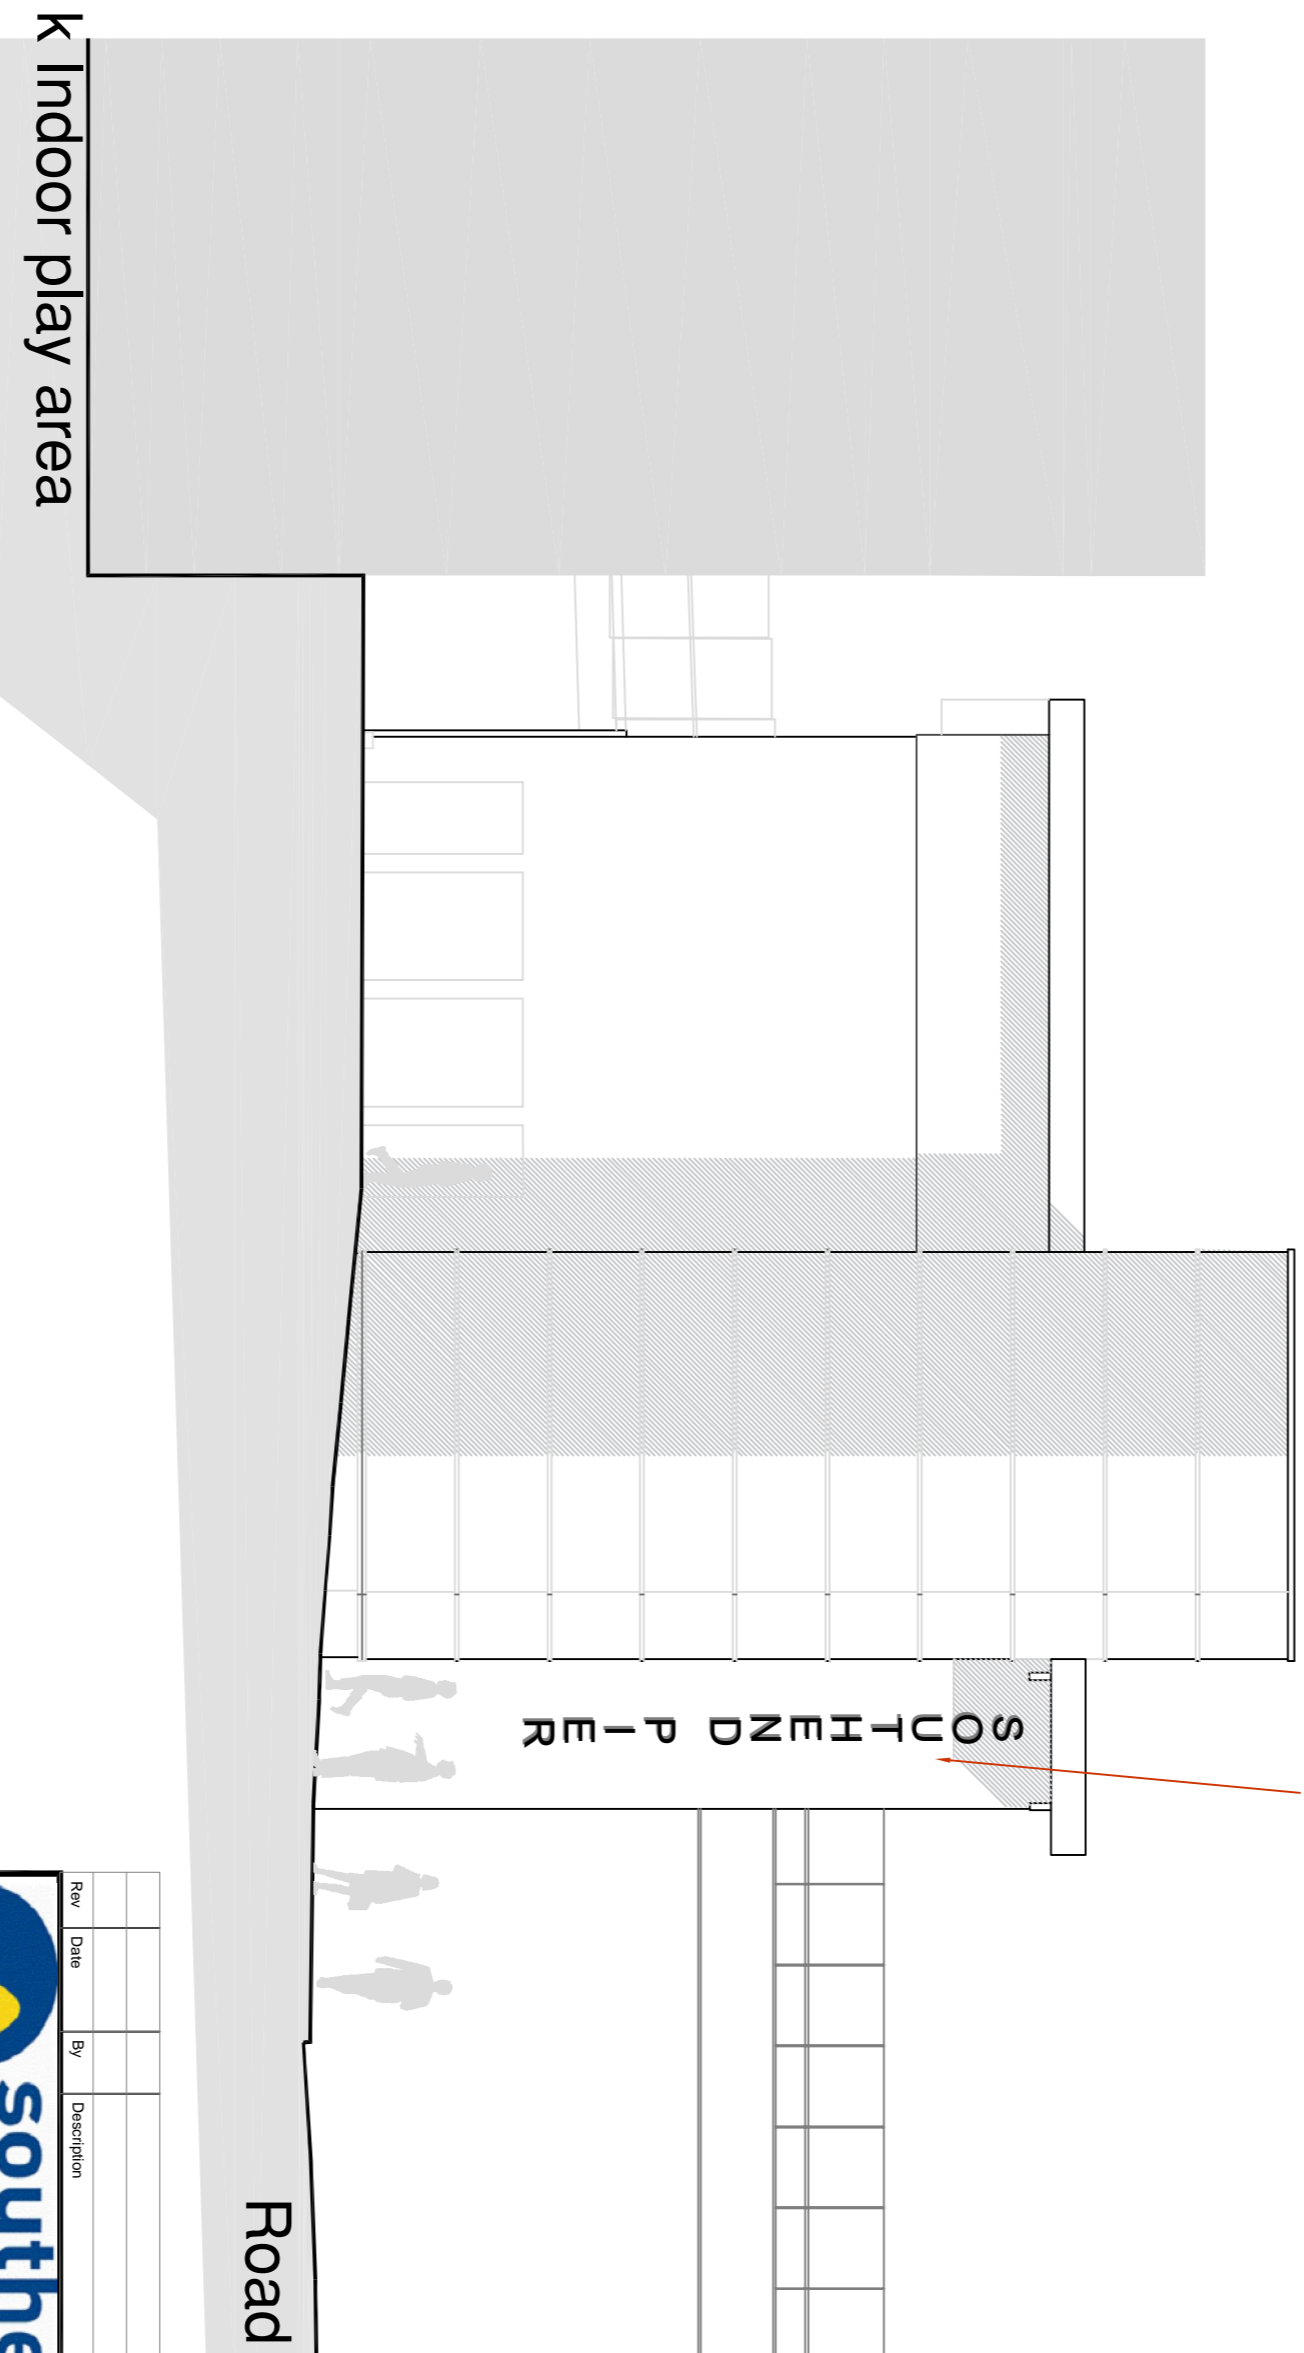 SOUTHEND PIER
k Indoor play area
Road
Rev Date By Description
southe